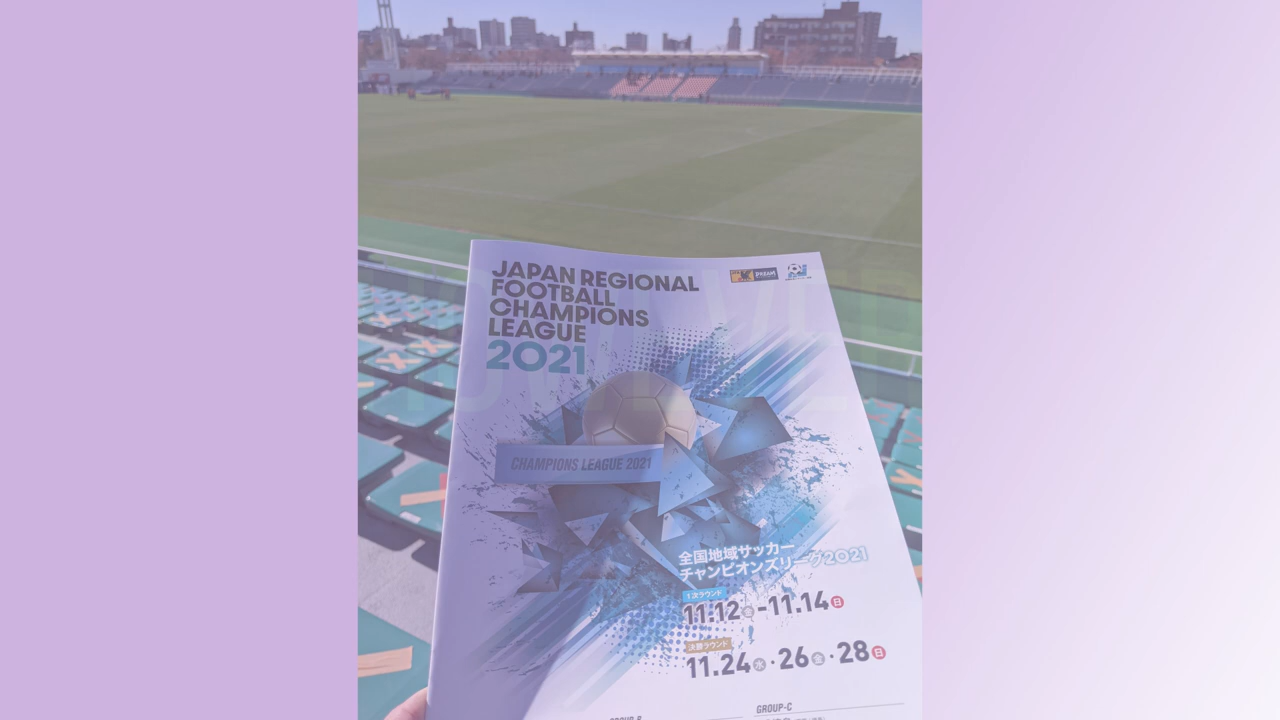 JAPAN REGIONAL
FOOTBALL
CHAMPIONS
LEAGUE
2021
CHAMPIONS LEAGUE 2021
全国地域サッカー
チャンピオンズリーグ2021
1次ラウンド
11.12金-11.14日
決勝ラウンド
11.24水・26金・28日
GROUP-B
GROUP-C